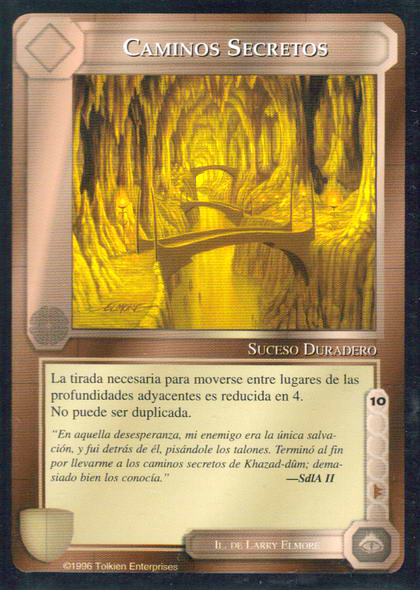 CAMINOS SECRETOS
ELMORE
SUCESO DURADERO
La tirada necesaria para moverse entre lugares de las
profundidades adyacentes es reducida en 4.
No puede ser duplicada.
10
“En aquella desesperanza, mi enemigo era la única salva-
ción, y fui detrás de él, pisándole los talones. Terminó al fin
por llevarme a los caminos secretos de Khazad-dûm; dema-
siado bien los conocía.” —SdlA II
IL. DE LARRY ELMORE
©1996 Tolkien Enterprises